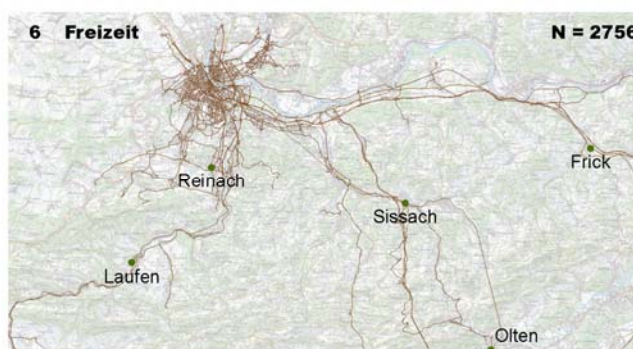 6 Freizeit N = 2756
Frick
Reinach
Sissach
Laufen
Olten